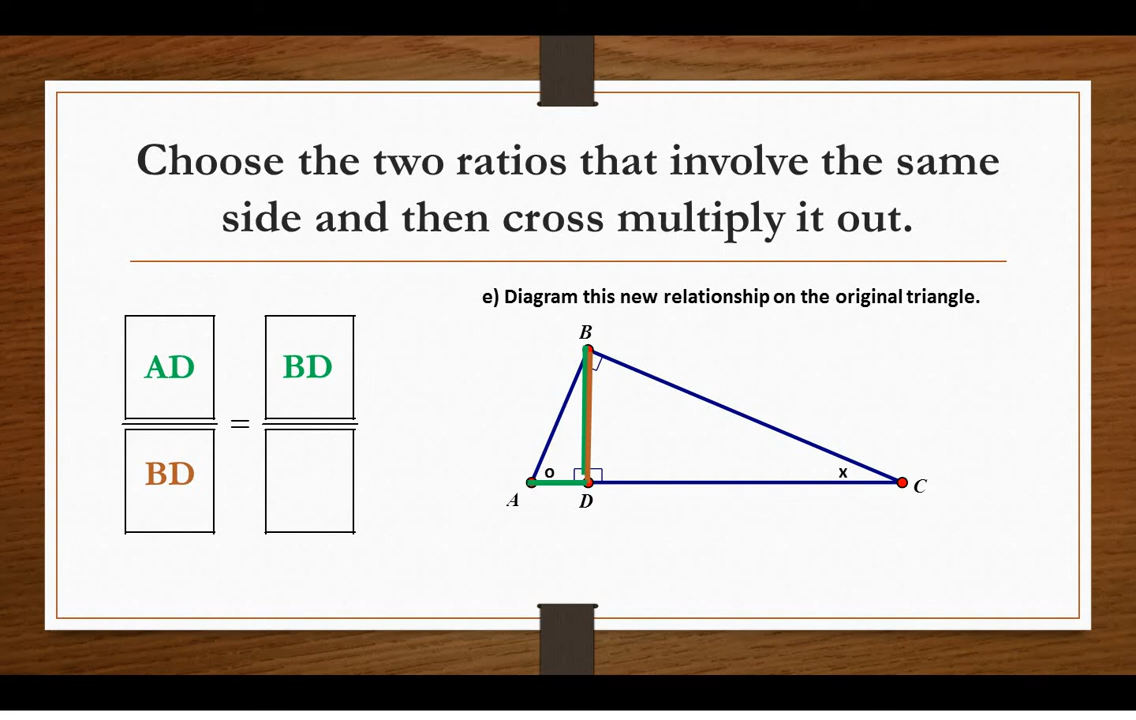 Choose the two ratios that involve the same
side and then cross multiply it out.
e) Diagram this new relationship on the original triangle.
AD
BD
=
BD
B
o
x
A
D
C